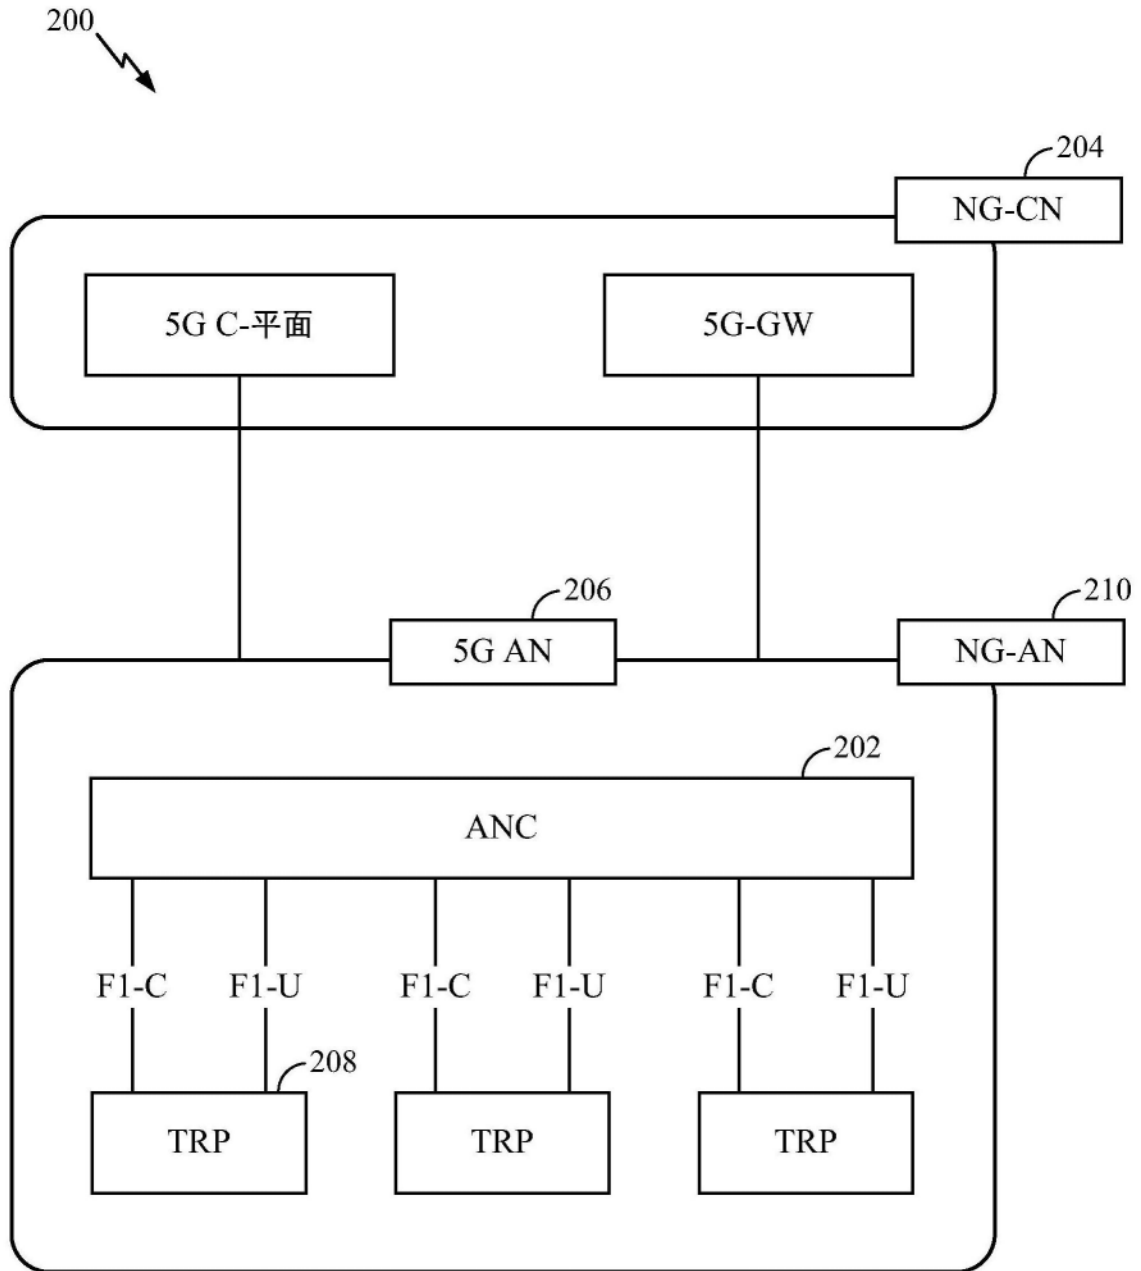 200
204
NG-CN
5G C-平面
5G-GW
206
210
5G AN
NG-AN
202
ANC
F1-C
F1-U
F1-C
F1-U
F1-C
F1-U
208
TRP
TRP
TRP